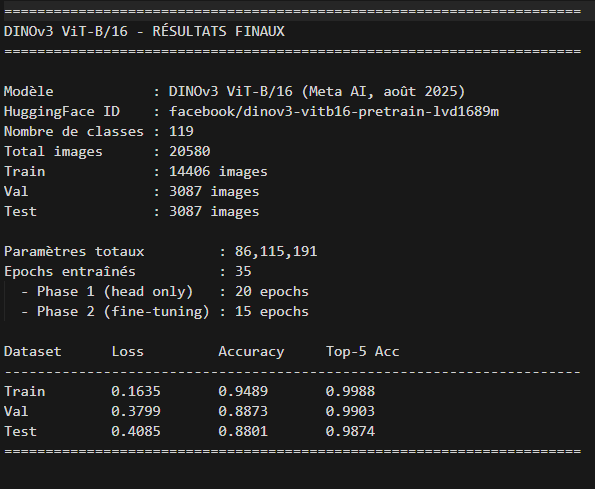 ======================================================================
DINOv3 ViT-B/16 - RÉSULTATS FINAUX
======================================================================
Modèle : DINOv3 ViT-B/16 (Meta AI, août 2025)
HuggingFace ID : facebook/dinov3-vitb16-pretrain-lvd1689m
Nombre de classes : 119
Total images : 20580
Train : 14406 images
Val : 3087 images
Test : 3087 images
Paramètres totaux : 86,115,191
Epochs entraînés : 35
- Phase 1 (head only) : 20 epochs
- Phase 2 (fine-tuning) : 15 epochs
Dataset Loss Accuracy Top-5 Acc
----------------------------------------------------------------------
Train 0.1635 0.9489 0.9988
Val 0.3799 0.8873 0.9903
Test 0.4085 0.8801 0.9874
======================================================================